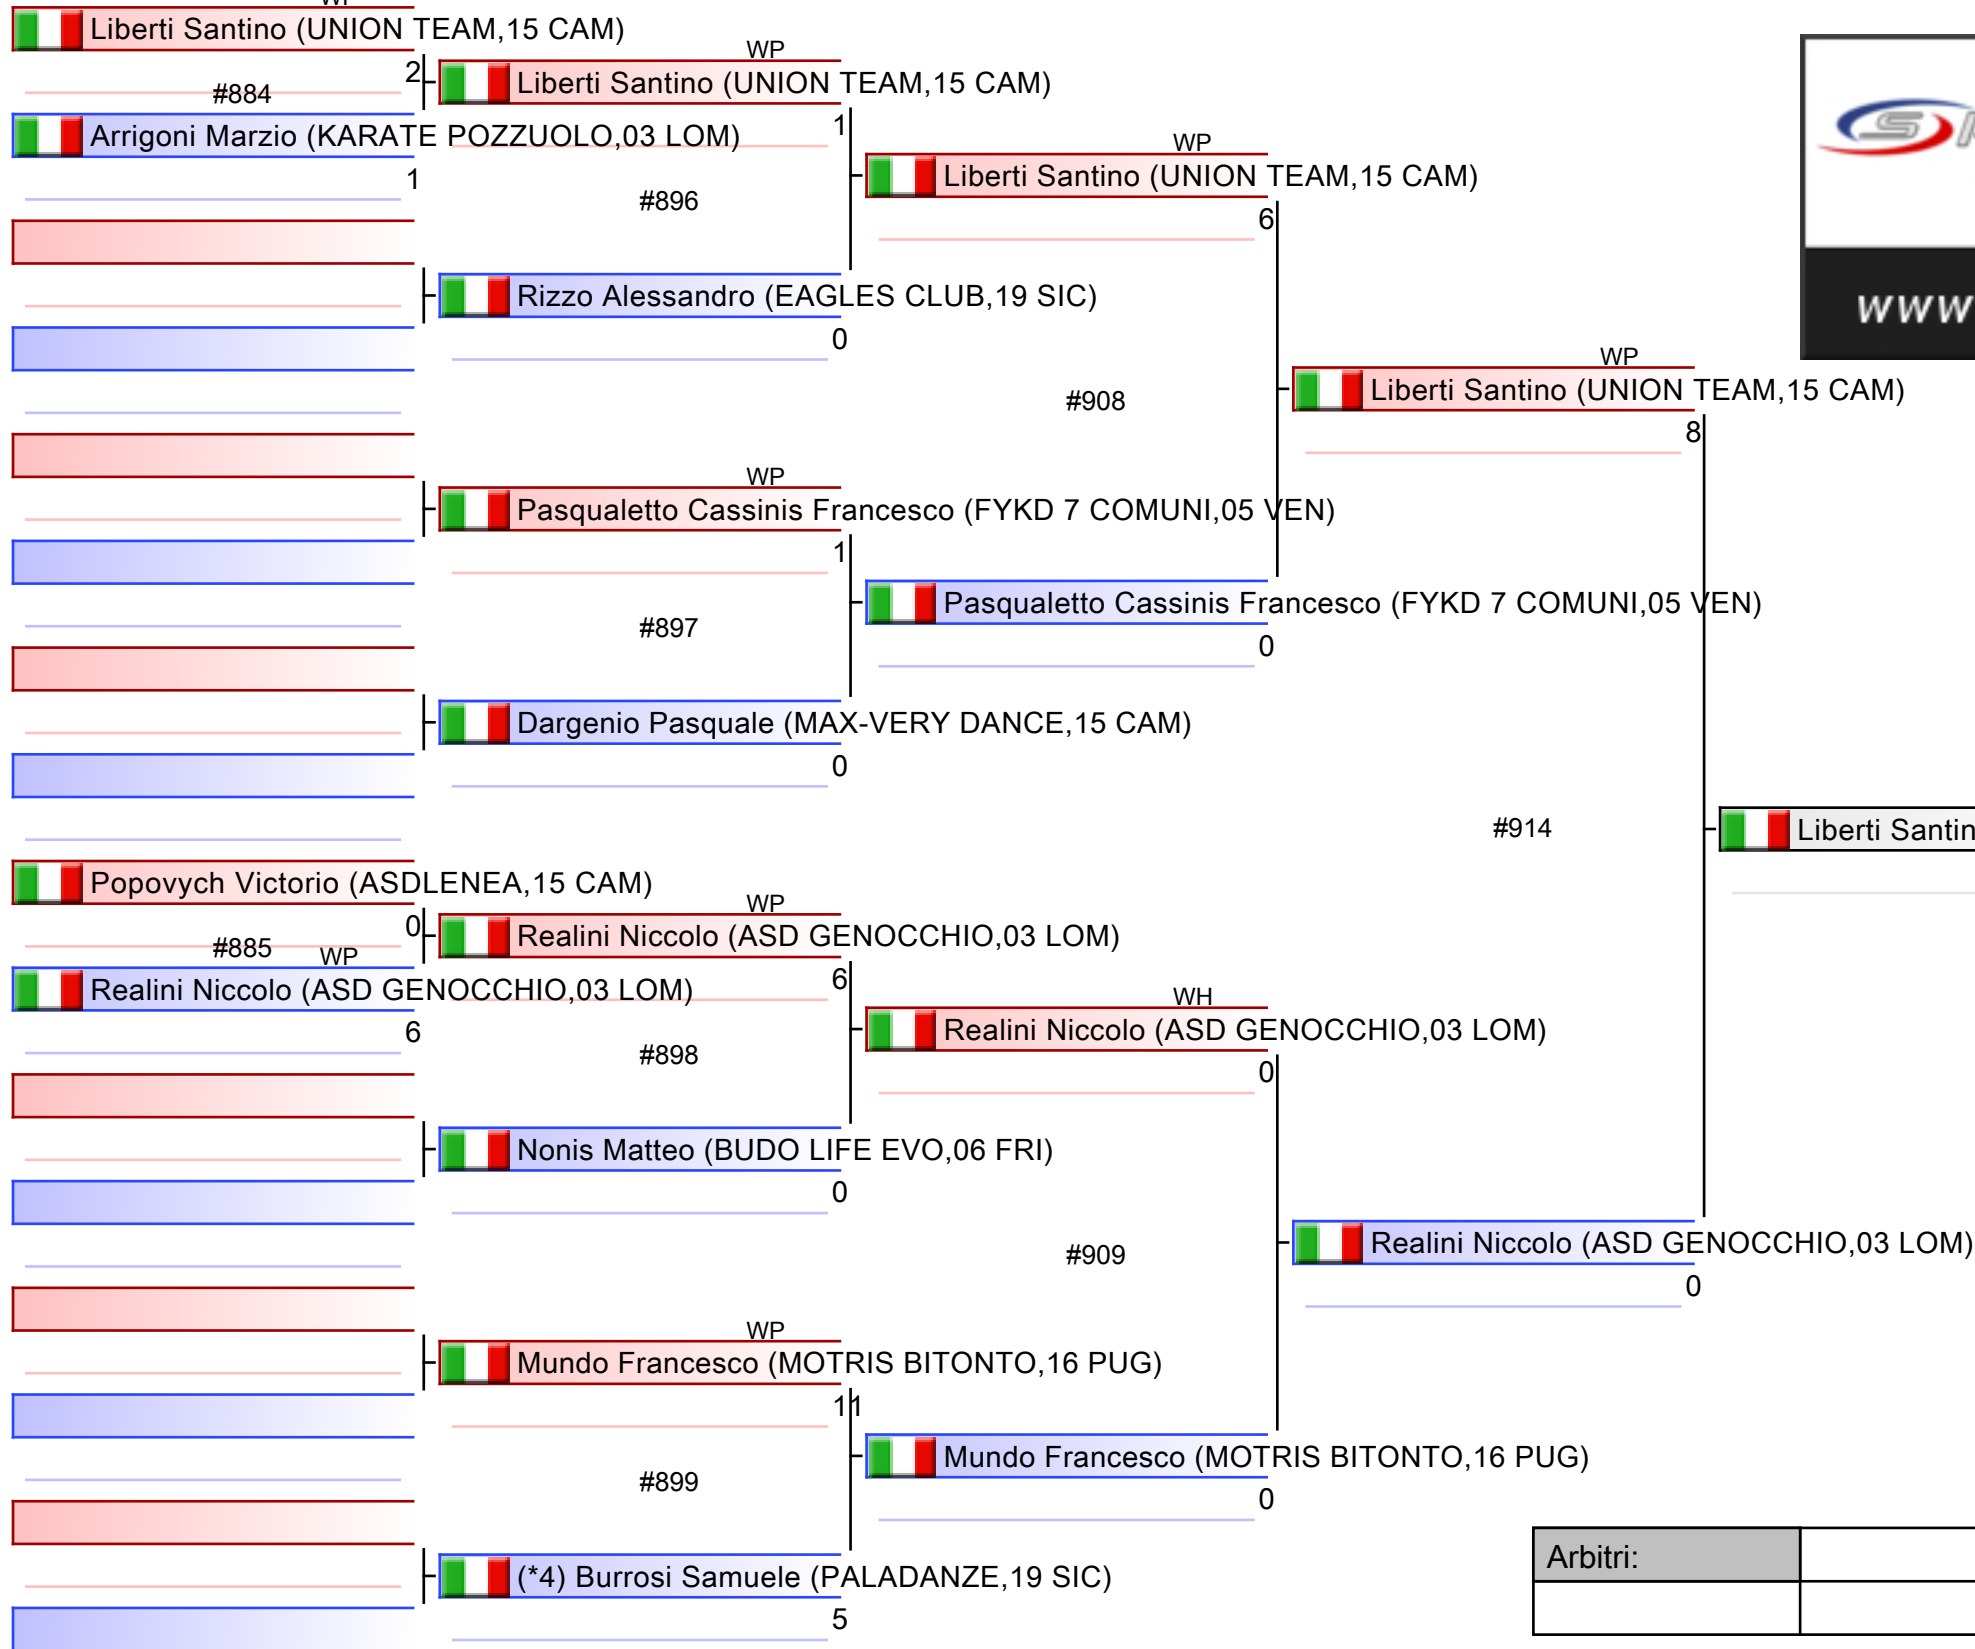 Liberti Santino (UNION TEAM,15 CAM)
2
WP
Liberti Santino (UNION TEAM,15 CAM)
#884
Arrigoni Marzio (KARATE POZZUOLO,03 LOM)
1
1
WP
Liberti Santino (UNION TEAM,15 CAM)
#896
6
Rizzo Alessandro (EAGLES CLUB,19 SIC)
0
WWW
WP
Liberti Santino (UNION TEAM,15 CAM)
#908
8
WP
Pasqualetto Cassinis Francesco (FYKD 7 COMUNI,05 VEN)
1
Pasqualetto Cassinis Francesco (FYKD 7 COMUNI,05 VEN)
#897
0
Dargenio Pasquale (MAX-VERY DANCE,15 CAM)
0
#914
Liberti Santin
Popovych Victorio (ASDLENEA,15 CAM)
0
WP
Realini Niccolo (ASD GENOCCHIO,03 LOM)
#885
WP
Realini Niccolo (ASD GENOCCHIO,03 LOM)
6
6
WH
Realini Niccolo (ASD GENOCCHIO,03 LOM)
#898
0
Nonis Matteo (BUDO LIFE EVO,06 FRI)
0
#909
Realini Niccolo (ASD GENOCCHIO,03 LOM)
0
WP
Mundo Francesco (MOTRIS BITONTO,16 PUG)
11
Mundo Francesco (MOTRIS BITONTO,16 PUG)
#899
0
(*4) Burrosi Samuele (PALADANZE,19 SIC)
5
Arbitri: